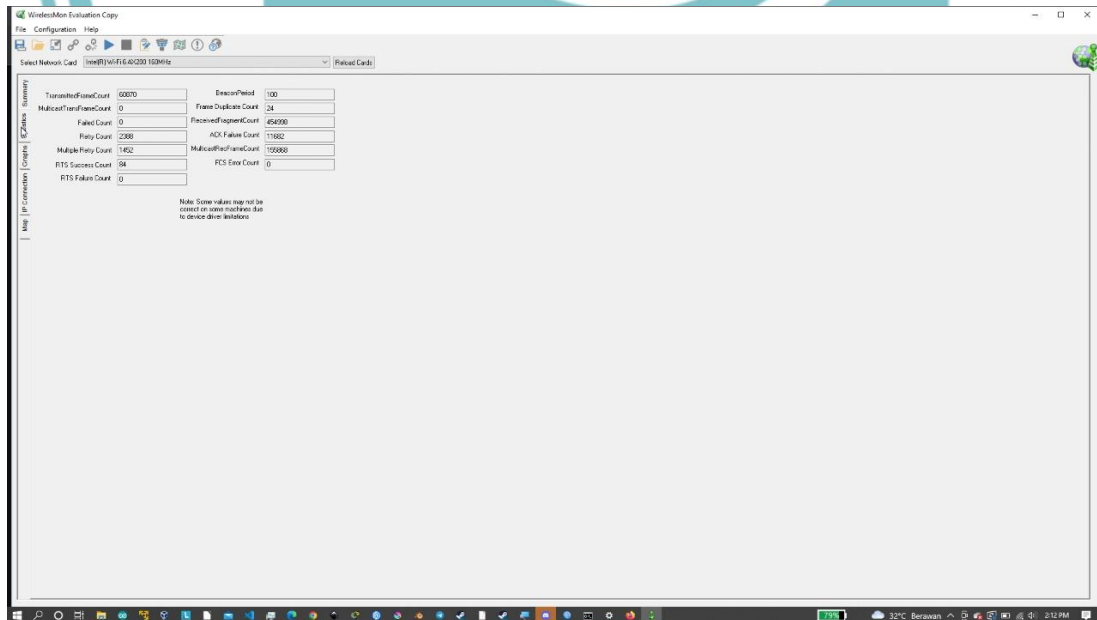 WirelessMon Evaluation Copy
File Configuration Help
Select Network Card Intel(R) Wi-Fi 6 AX200 160MHz Reload Cards
Summary
Statistics
Graphs
IP Connection
Map
TransmittedFrameCount 60870
MulticastTransFrameCount 0
Failed Count 0
Retry Count 2388
Multiple Retry Count 1452
RTS Success Count 84
RTS Failure Count 0
BeaconPeriod 100
Frame Duplicate Count 24
ReceivedFragmentCount 454998
ACK Failure Count 11682
MulticastRecFrameCount 195868
FCS Error Count 0
Note: Some values may not be
correct on some machines due
to device driver limitations
79% 32°C Berawan 2:12 PM